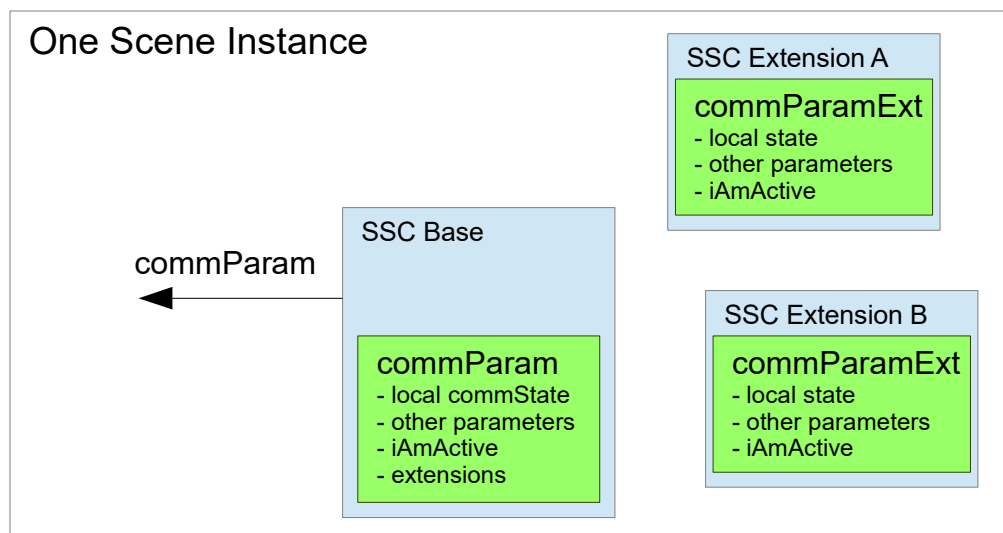 One Scene Instance
SSC Extension A
commParamExt
- local state
- other parameters
- iAmActive
SSC Base
commParam
commParam
- local commState
- other parameters
- iAmActive
- extensions
SSC Extension B
commParamExt
- local state
- other parameters
- iAmActive